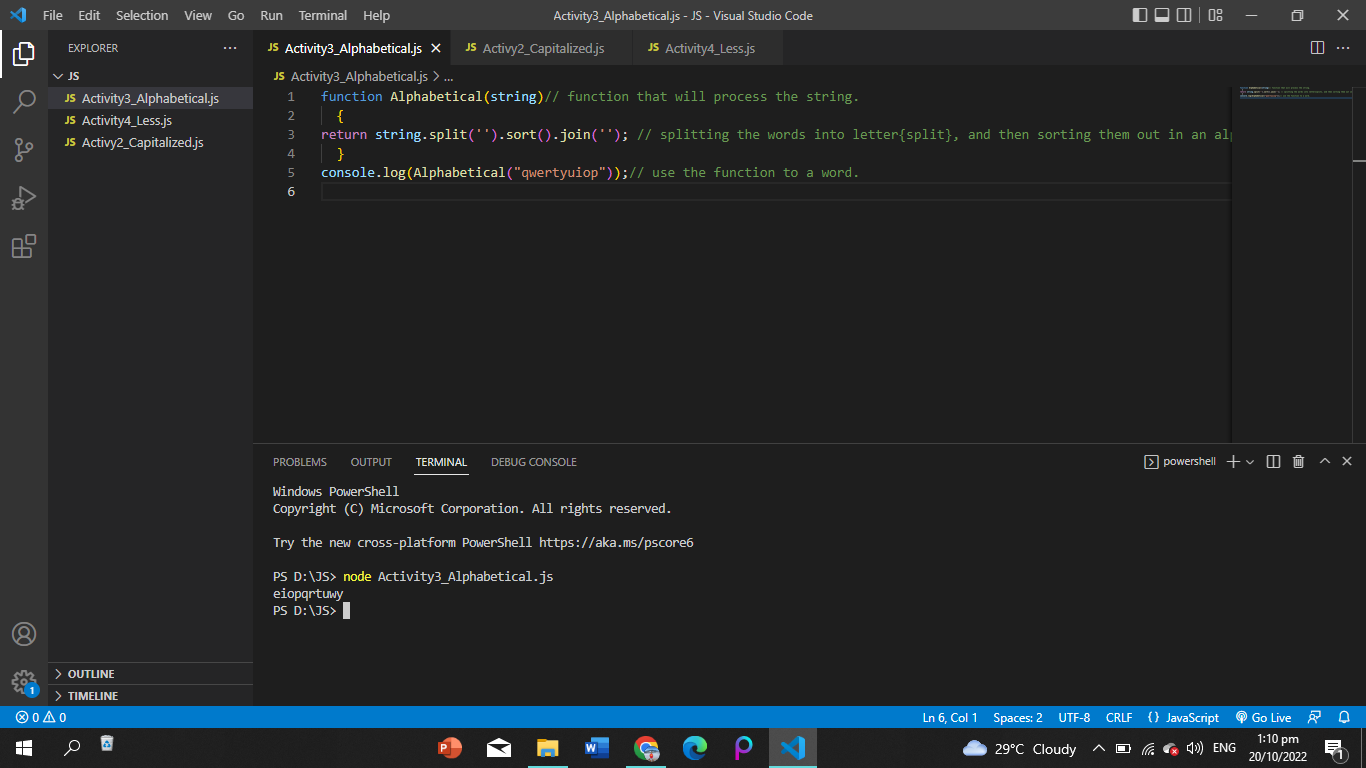 File Edit Selection View Go Run Terminal Help
Activity3_Alphabetical.js - JS - Visual Studio Code
EXPLORER
JS
JS Activity3_Alphabetical.js
JS Activity4_Less.js
JS Activy2_Capitalized.js
OUTLINE
TIMELINE
JS Activity3_Alphabetical.js JS Activy2_Capitalized.js JS Activity4_Less.js
JS Activity3_Alphabetical.js > ...
1 function Alphabetical(string)// function that will process the string.
2 {
3 return string.split('').sort().join(''); // splitting the words into letter{split}, and then sorting them out in an alp
4 }
5 console.log(Alphabetical("qwertyuiop"));// use the function to a word.
6
PROBLEMS OUTPUT TERMINAL DEBUG CONSOLE
powershell
Windows PowerShell
Copyright (C) Microsoft Corporation. All rights reserved.
Try the new cross-platform PowerShell https://aka.ms/pscore6
PS D:\JS> node Activity3_Alphabetical.js
eiopqrtuwy
PS D:\JS>
1
0 0
Ln 6, Col 1 Spaces: 2 UTF-8 CRLF {} JavaScript Go Live
29°C Cloudy
ENG
1:10 pm
20/10/2022
1